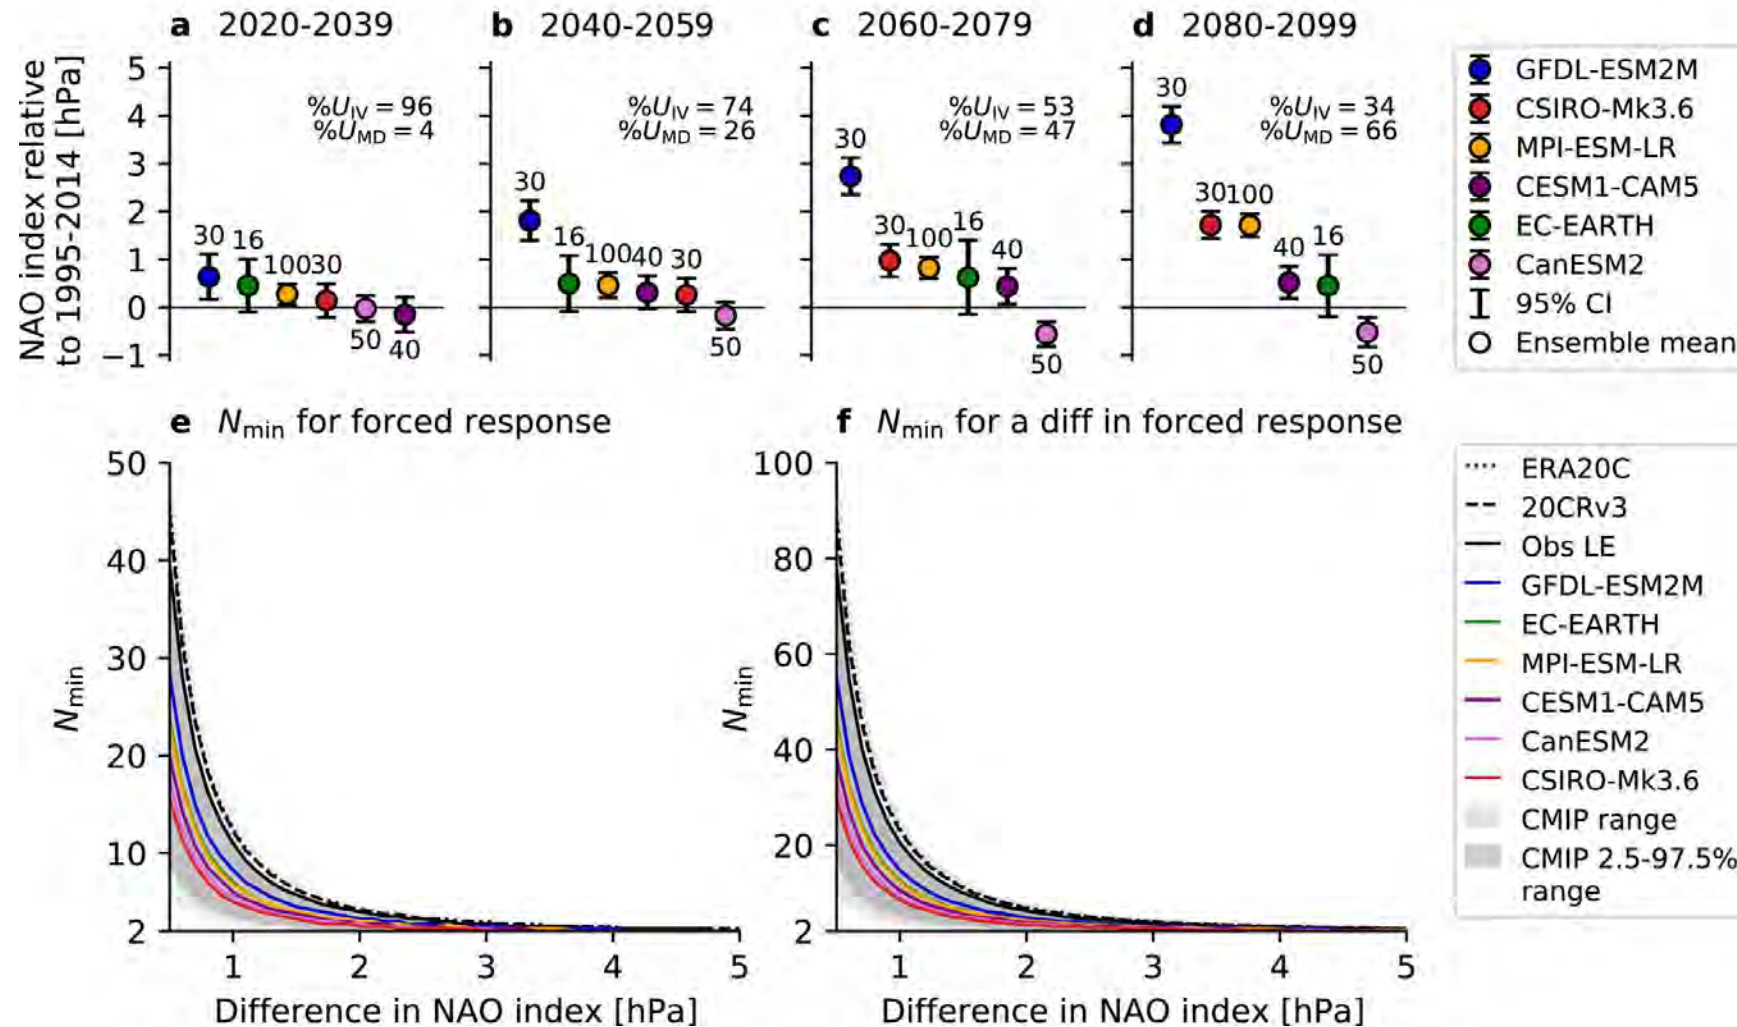 a 2020-2039
b 2040-2059
c 2060-2079
d 2080-2099
NAO index relative
to 1995-2014 [hPa]
5
4
3
2
1
0
−1
%U_IV = 96
%U_MD = 4
30
16
100
30
50
40
%U_IV = 74
%U_MD = 26
30
16
100
40
30
50
%U_IV = 53
%U_MD = 47
30
30
100
16
40
50
%U_IV = 34
%U_MD = 66
30
30
100
40
16
50
GFDL-ESM2M
CSIRO-Mk3.6
MPI-ESM-LR
CESM1-CAM5
EC-EARTH
CanESM2
95% CI
Ensemble mean
e N_min for forced response
N_min
50
40
30
20
10
2
1 2 3 4 5
Difference in NAO index [hPa]
f N_min for a diff in forced response
N_min
100
80
60
40
20
2
1 2 3 4 5
Difference in NAO index [hPa]
ERA20C
20CRv3
Obs LE
GFDL-ESM2M
EC-EARTH
MPI-ESM-LR
CESM1-CAM5
CanESM2
CSIRO-Mk3.6
CMIP range
CMIP 2.5-97.5%
range